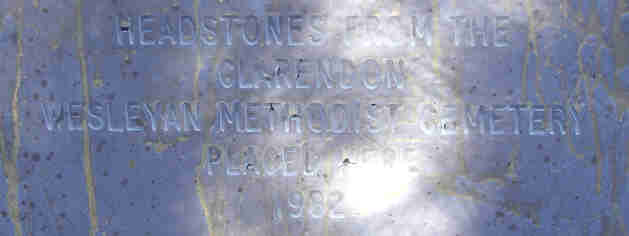 HEADSTONES FROM THE
CLARENDON
WESLEYAN METHODIST CEMETERY
PLACED HERE
1982